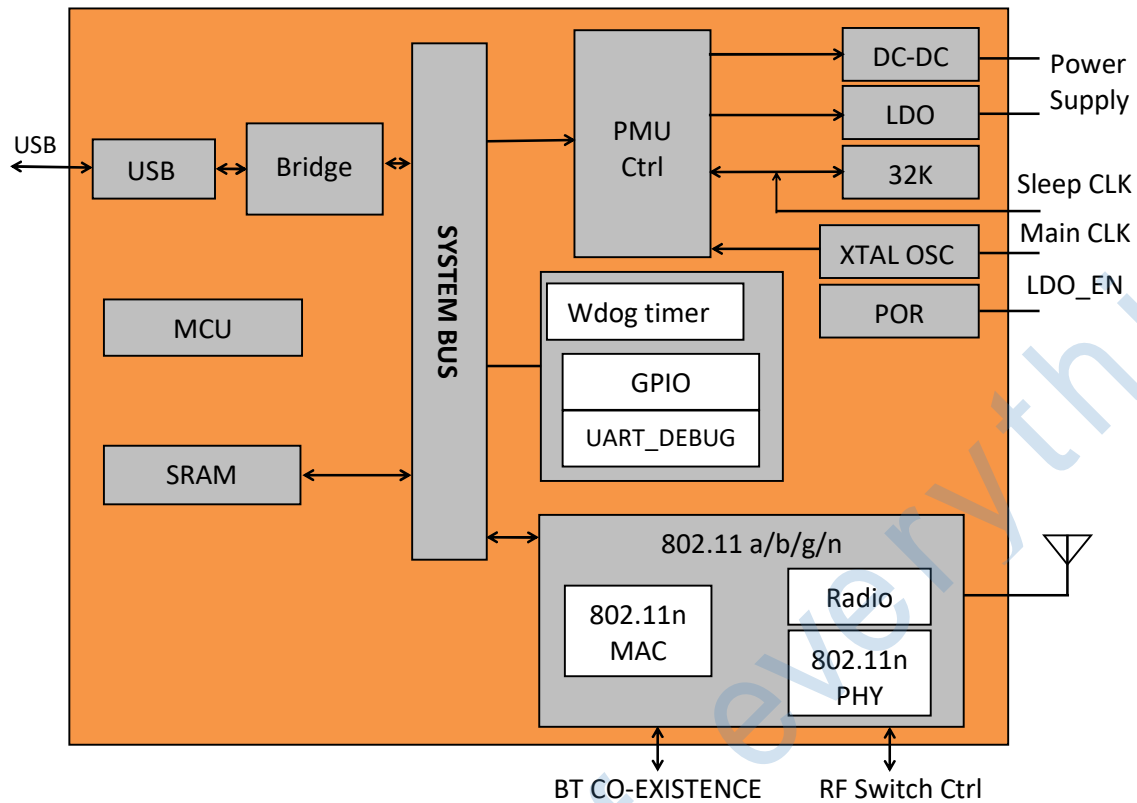 DC-DC
Power
Supply
LDO
PMU
Ctrl
USB
USB
Bridge
32K
Sleep CLK
Main CLK
XTAL OSC
LDO_EN
POR
SYSTEM BUS
Wdog timer
MCU
GPIO
UART_DEBUG
SRAM
802.11 a/b/g/n
Radio
802.11n
MAC
802.11n
PHY
BT CO-EXISTENCE
RF Switch Ctrl
everyth